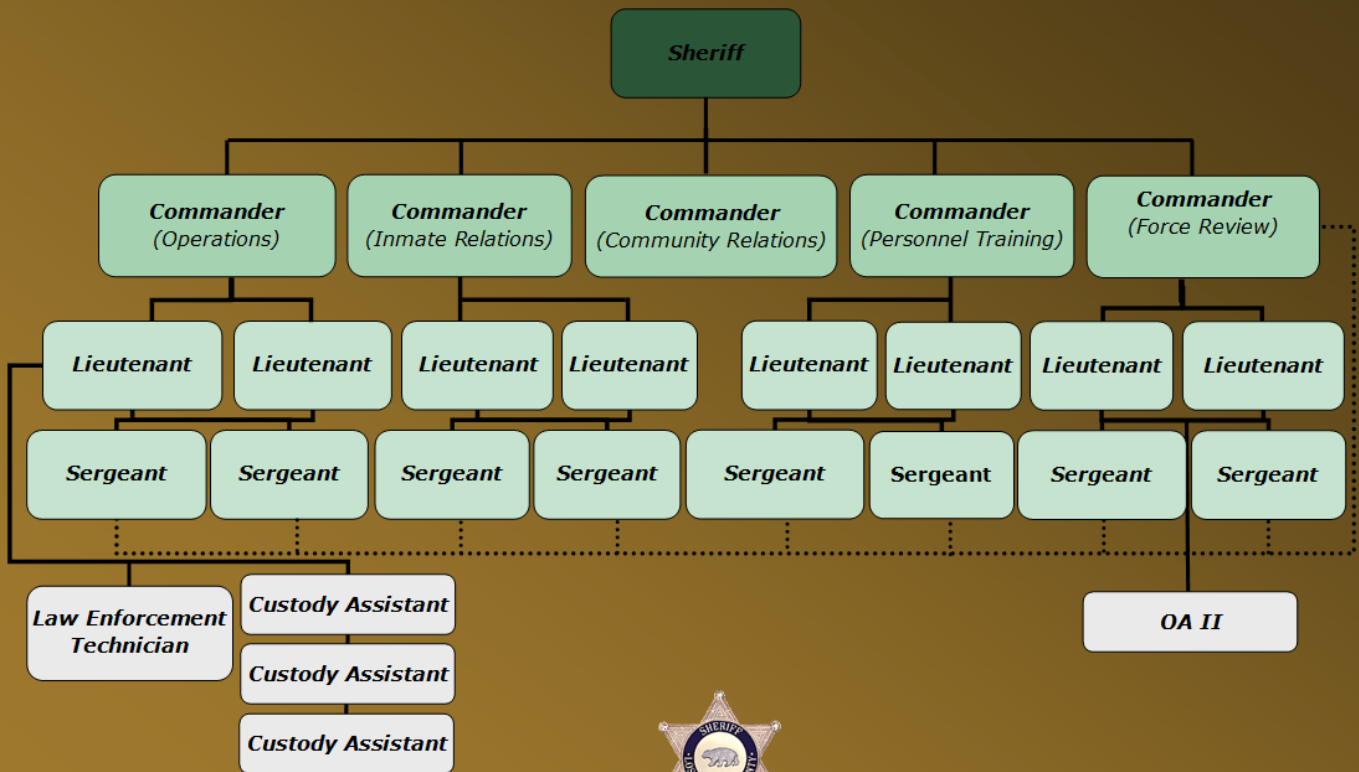 Sheriff
Commander
(Operations)
Commander
(Inmate Relations)
Commander
(Community Relations)
Commander
(Personnel Training)
Commander
(Force Review)
Lieutenant
Lieutenant
Lieutenant
Lieutenant
Lieutenant
Lieutenant
Lieutenant
Lieutenant
Sergeant
Sergeant
Sergeant
Sergeant
Sergeant
Sergeant
Sergeant
Sergeant
Law Enforcement
Technician
Custody Assistant
Custody Assistant
Custody Assistant
OA II
SHERIFF